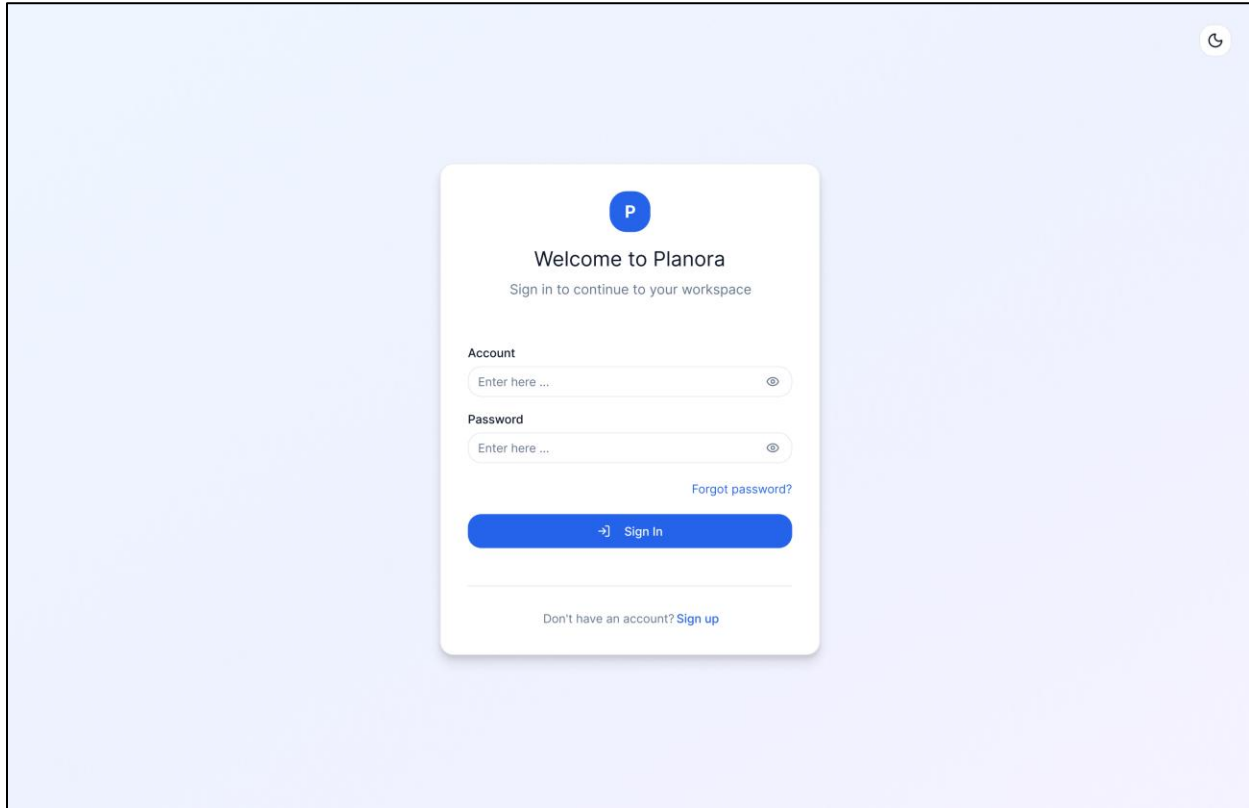 P
Welcome to Planora
Sign in to continue to your workspace
Account
Enter here ...
Password
Enter here ...
Forgot password?
Sign In
Don't have an account? Sign up